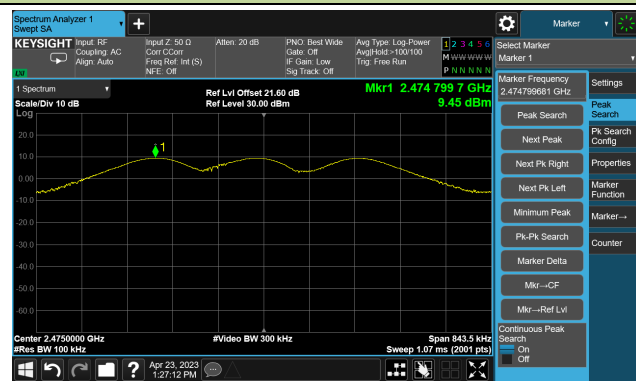 Spectrum Analyzer 1
Swept SA
+
Marker
KEYSIGHT Input: RF Input Z: 50 Ω Atten: 20 dB PNO: Best Wide Avg Type: Log-Power 1 2 3 4 5 6
Coupling: AC Corr CCorr Gate: Off Avg|Hold:>100/100 M W W W W W
Align: Auto Freq Ref: Int (S) IF Gain: Low Trig: Free Run
NFE: Off Sig Track: Off P N N N N N
LXI
Select Marker
Marker 1
1 Spectrum
Scale/Div 10 dB
Ref Lvl Offset 21.60 dB
Ref Level 30.00 dBm
Mkr1 2.474 799 7 GHz
9.45 dBm
Log
20.0
10.0
0.00
-10.0
-20.0
-30.0
-40.0
-50.0
-60.0
1
Center 2.4750000 GHz #Video BW 300 kHz Span 843.5 kHz
#Res BW 100 kHz Sweep 1.07 ms (2001 pts)
Marker Frequency
2.474799681 GHz
Peak Search
Next Peak
Next Pk Right
Next Pk Left
Minimum Peak
Pk-Pk Search
Marker Delta
Mkr→CF
Mkr→Ref Lvl
Continuous Peak
Search
On
Off
Settings
Peak
Search
Pk Search
Config
Properties
Marker
Function
Marker→
Counter
?
Apr 23, 2023
1:27:12 PM